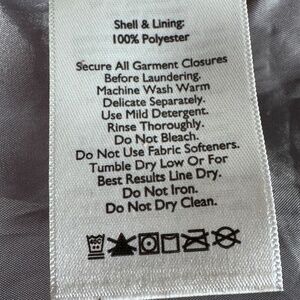 Shell & Lining:
100% Polyester
Secure All Garment Closures
Before Laundering.
Machine Wash Warm
Delicate Separately.
Use Mild Detergent.
Rinse Thoroughly.
Do Not Bleach.
Do Not Use Fabric Softeners.
Tumble Dry Low Or For
Best Results Line Dry.
Do Not Iron.
Do Not Dry Clean.